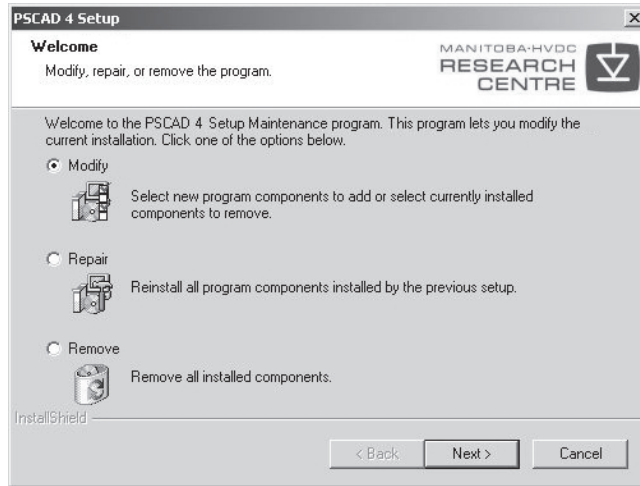 PSCAD 4 Setup
Welcome
Modify, repair, or remove the program.
MANITOBA-HVDC
RESEARCH
CENTRE
Welcome to the PSCAD 4 Setup Maintenance program. This program lets you modify the
current installation. Click one of the options below.
Modify
Select new program components to add or select currently installed
components to remove.
Repair
Reinstall all program components installed by the previous setup.
Remove
Remove all installed components.
InstallShield
< Back
Next >
Cancel